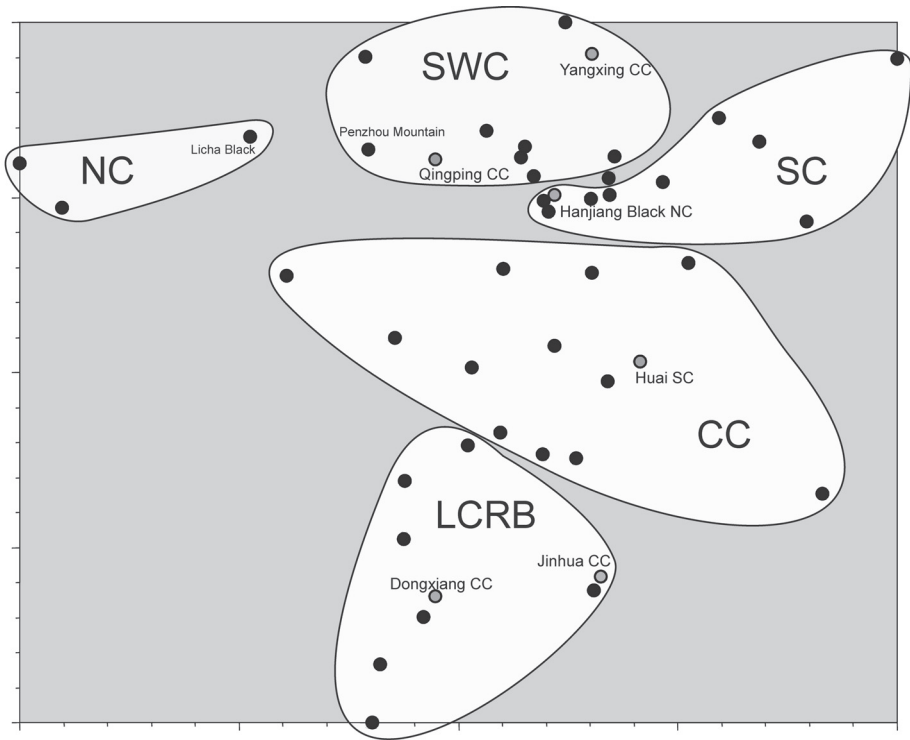 SWC
Yangxing CC
Penzhou Mountain
Licha Black
NC
Qingping CC
SC
Hanjiang Black NC
Huai SC
CC
LCRB
Jinhua CC
Dongxiang CC